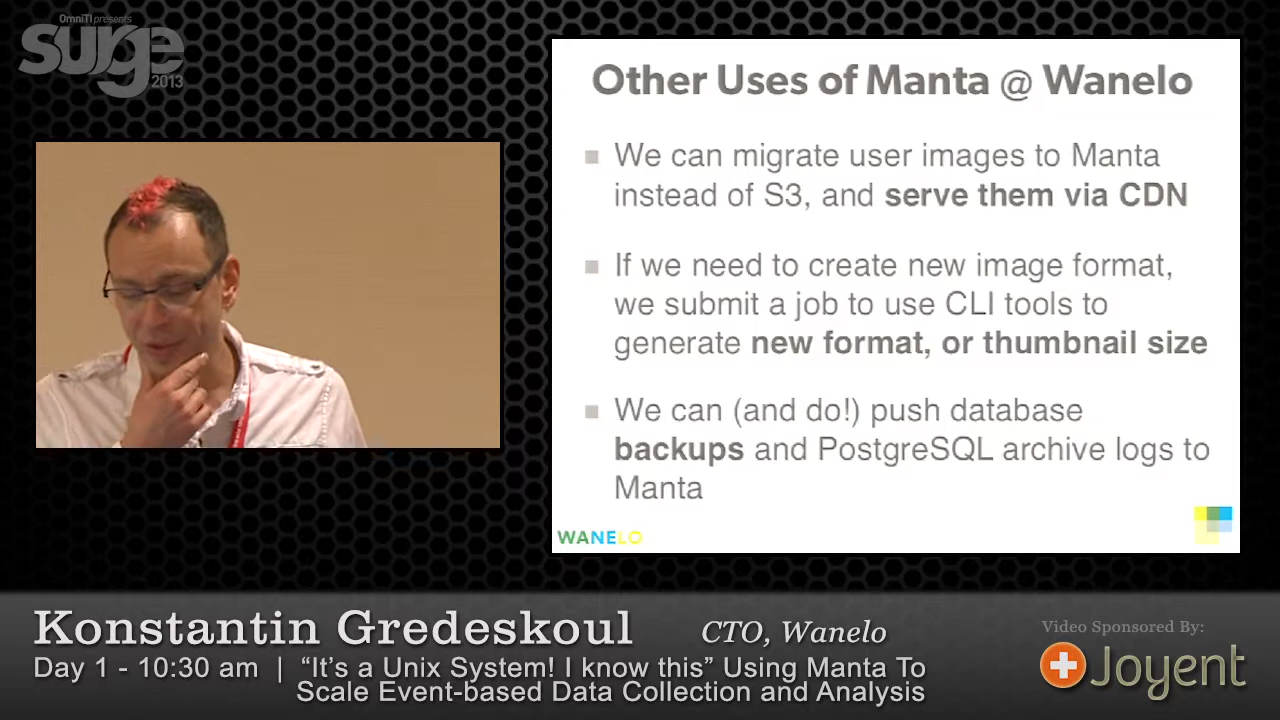 OmniTI presents
surge
2013
Other Uses of Manta @ Wanelo
We can migrate user images to Manta
instead of S3, and serve them via CDN
If we need to create new image format,
we submit a job to use CLI tools to
generate new format, or thumbnail size
We can (and do!) push database
backups and PostgreSQL archive logs to
Manta
WANELO
Konstantin Gredeskoul CTO, Wanelo
Day 1 - 10:30 am | “It’s a Unix System! I know this” Using Manta To
Scale Event-based Data Collection and Analysis
Video Sponsored By:
Joyent